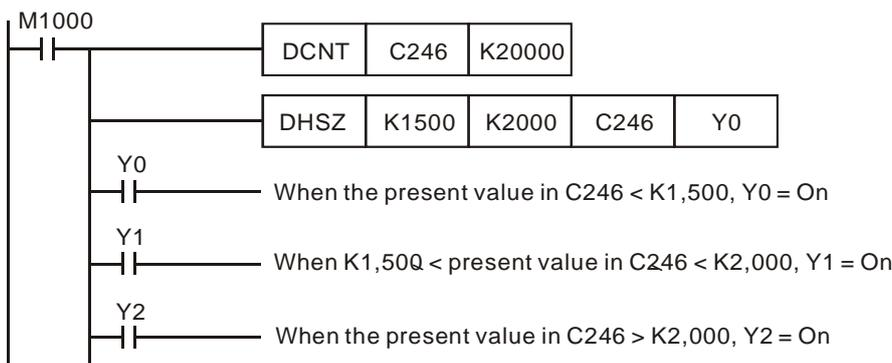 M1000
DCNT C246 K20000
DHSZ K1500 K2000 C246 Y0
Y0
When the present value in C246 < K1,500, Y0 = On
Y1
When K1,500 < present value in C246 < K2,000, Y1 = On
Y2
When the present value in C246 > K2,000, Y2 = On